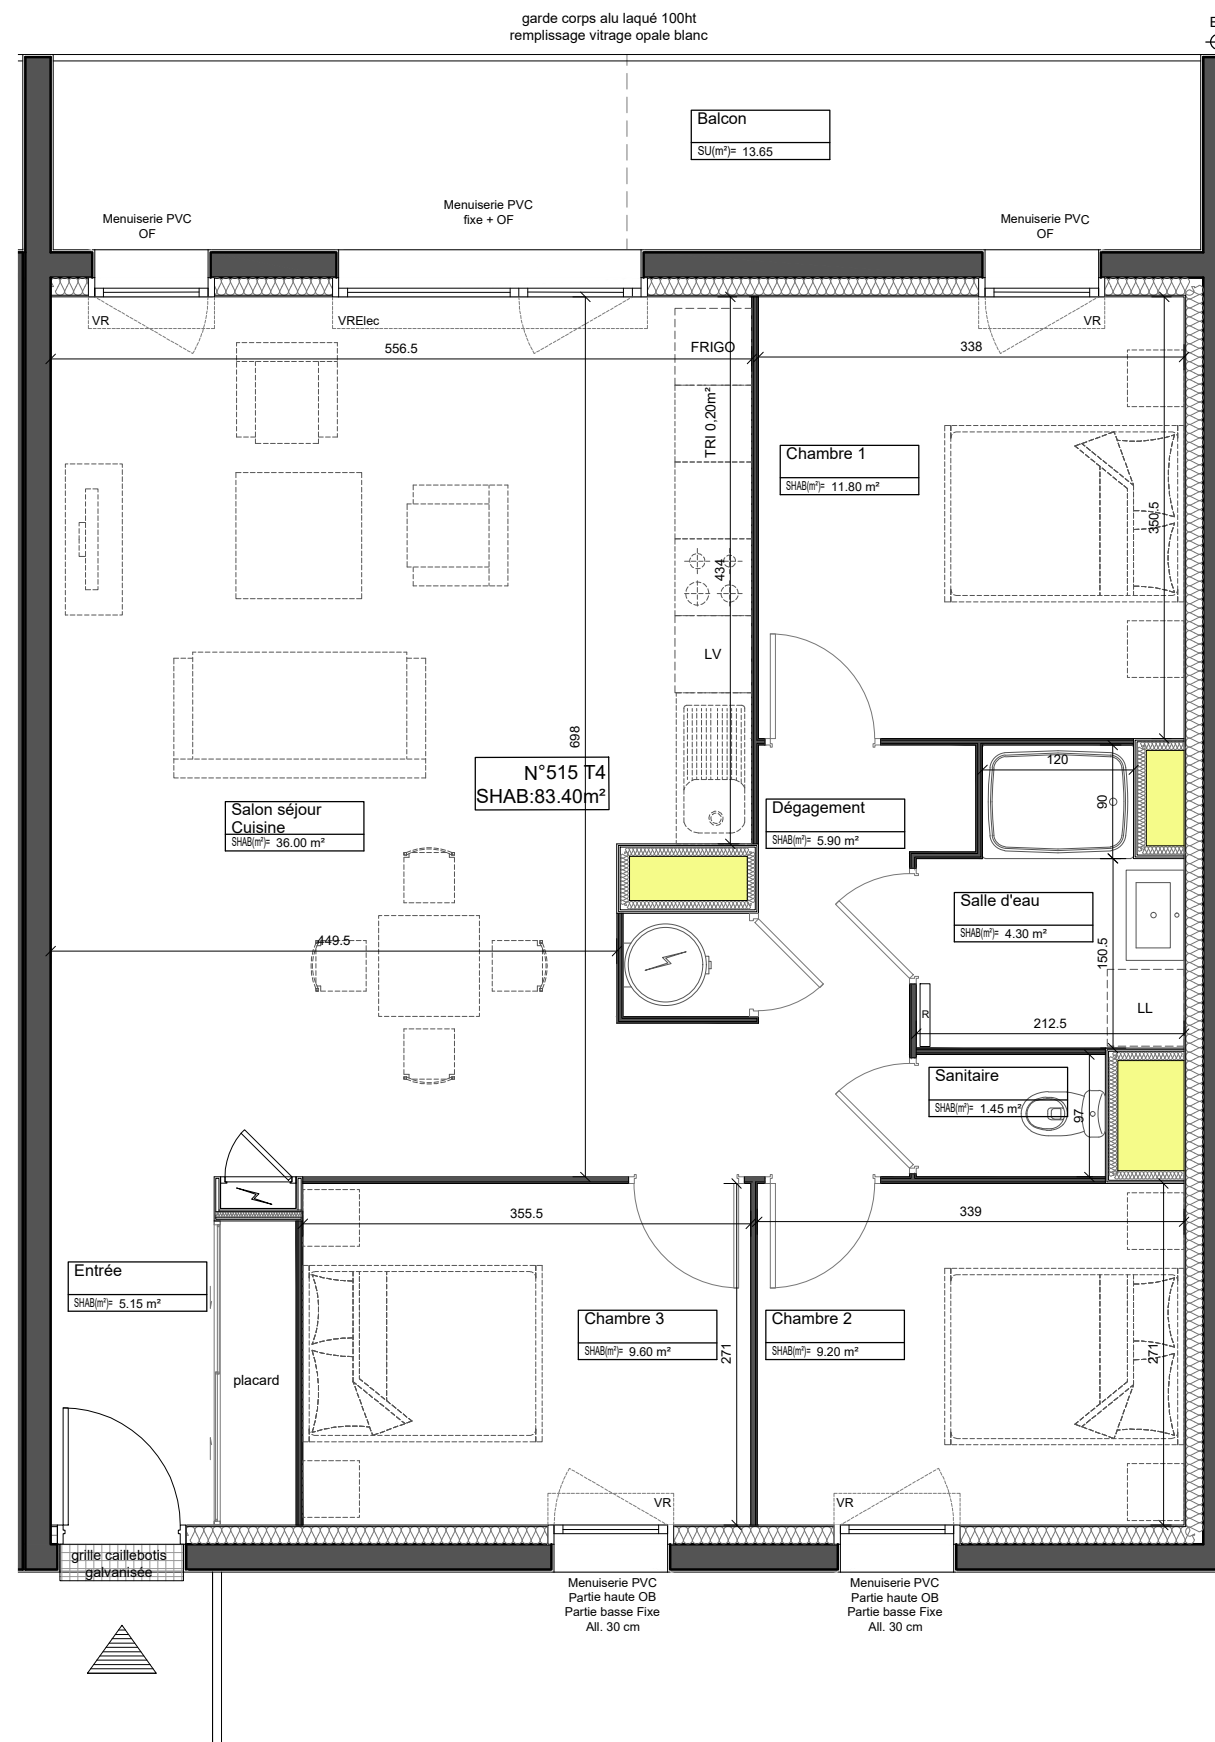 garde corps alu laqué 100ht
remplissage vitrage opale blanc
Balcon
SU(m²)= 13.65
Menuiserie PVC
OF
Menuiserie PVC
fixe + OF
Menuiserie PVC
OF
VR
VRElec
VR
556.5
338
FRIGO
TRI 0,20m²
Chambre 1
SHAB(m²)= 11.80 m²
350.5
434
LV
698
N°515 T4
SHAB:83.40m²
120
90
Salon séjour
Cuisine
SHAB(m²)= 36.00 m²
Dégagement
SHAB(m²)= 5.90 m²
Salle d'eau
SHAB(m²)= 4.30 m²
449.5
150.5
LL
R
212.5
Sanitaire
SHAB(m²)= 1.45 m²
97
355.5
339
Entrée
SHAB(m²)= 5.15 m²
Chambre 3
SHAB(m²)= 9.60 m²
271
Chambre 2
SHAB(m²)= 9.20 m²
271
placard
VR
VR
grille caillebotis
galvanisée
Menuiserie PVC
Partie haute OB
Partie basse Fixe
All. 30 cm
Menuiserie PVC
Partie haute OB
Partie basse Fixe
All. 30 cm